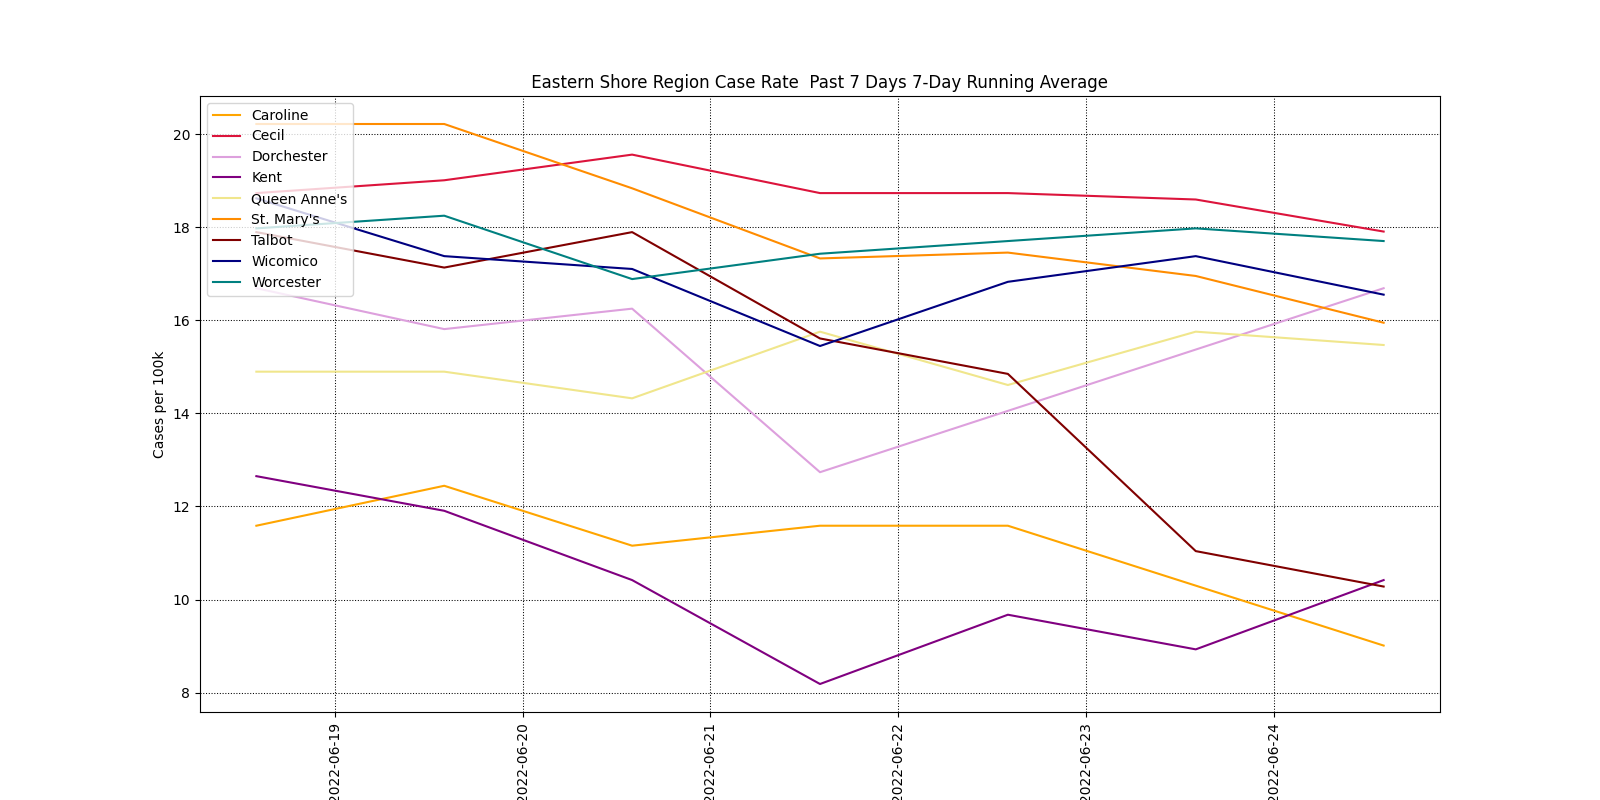 Eastern Shore Region Case Rate  Past 7 Days 7-Day Running Average
Caroline
Cecil
Dorchester
Kent
Queen Anne's
St. Mary's
Talbot
Wicomico
Worcester
Cases per 100k
20
18
16
14
12
10
8
2022-06-19
2022-06-20
2022-06-21
2022-06-22
2022-06-23
2022-06-24